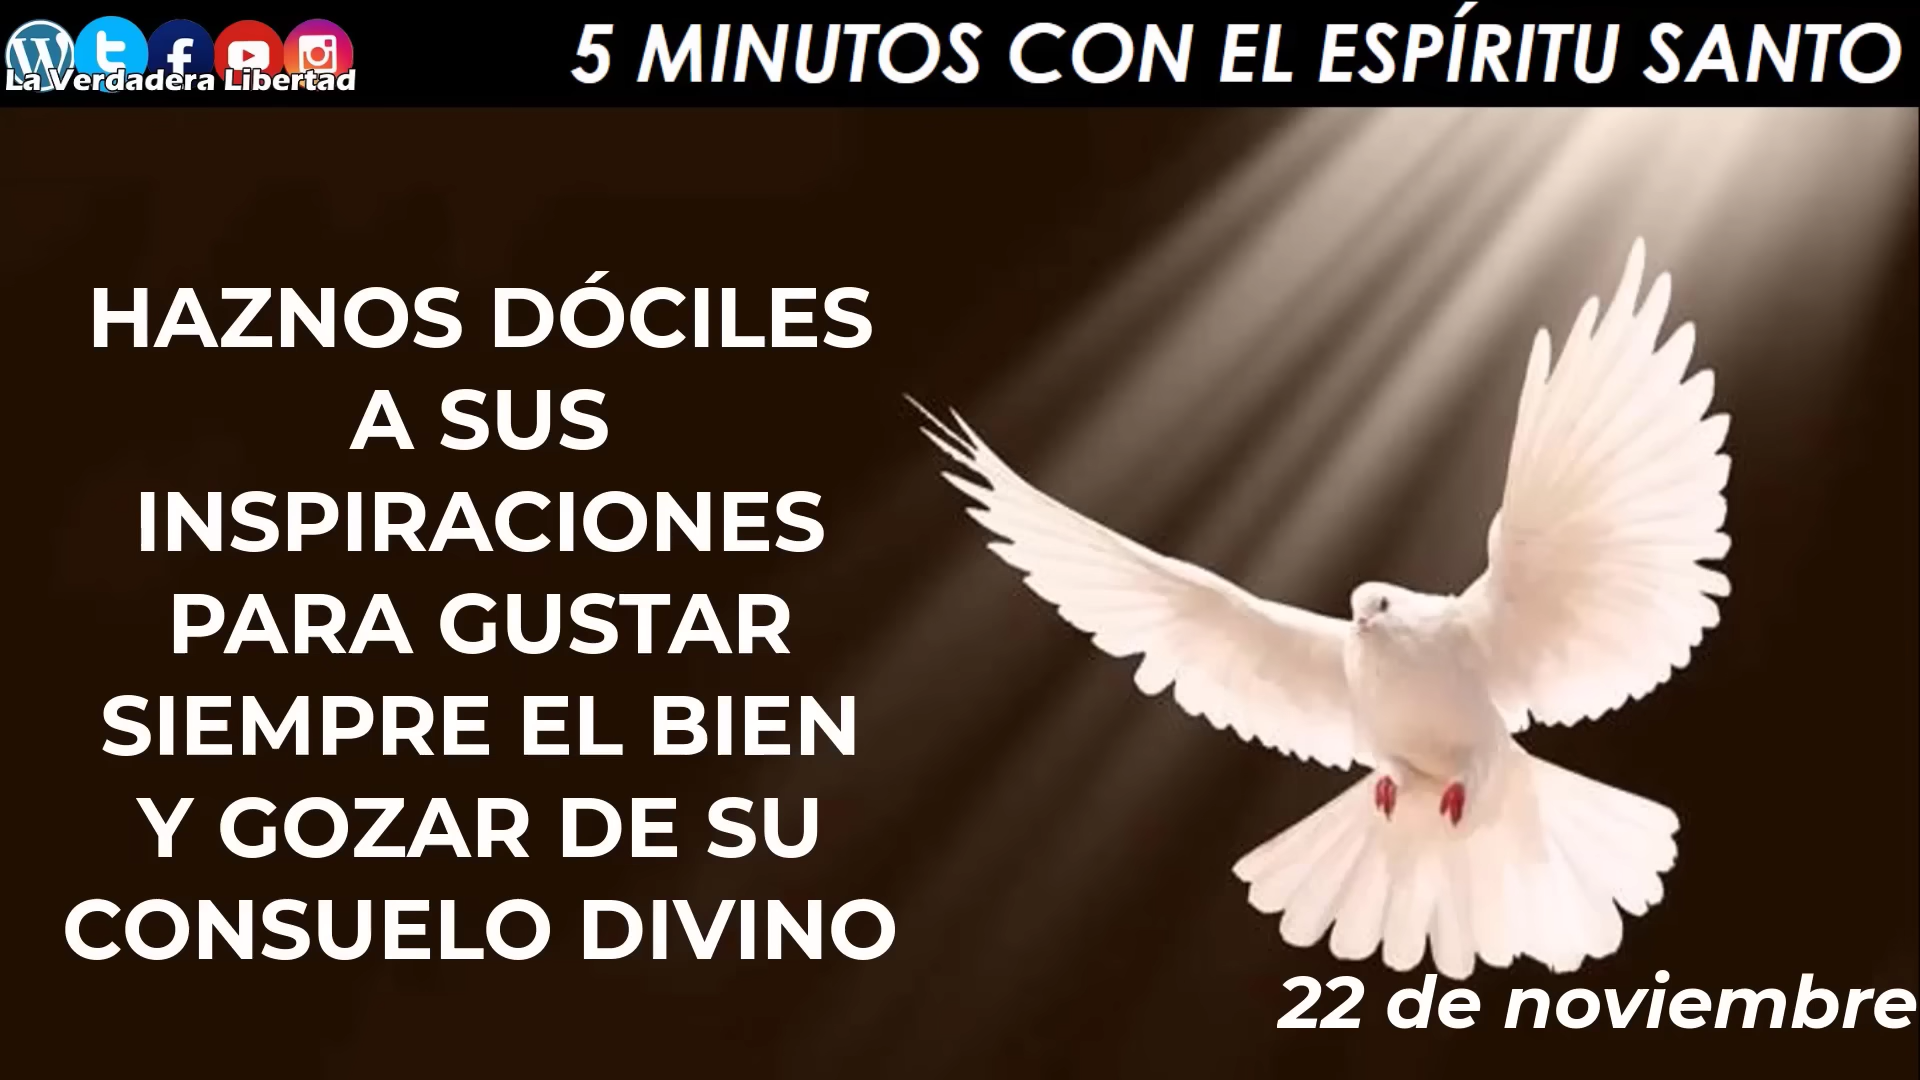 5 MINUTOS CON EL ESPÍRITU SANTO
La Verdadera Libertad
HAZNOS DÓCILES
A SUS
INSPIRACIONES
PARA GUSTAR
SIEMPRE EL BIEN
Y GOZAR DE SU
CONSUELO DIVINO
22 de noviembre